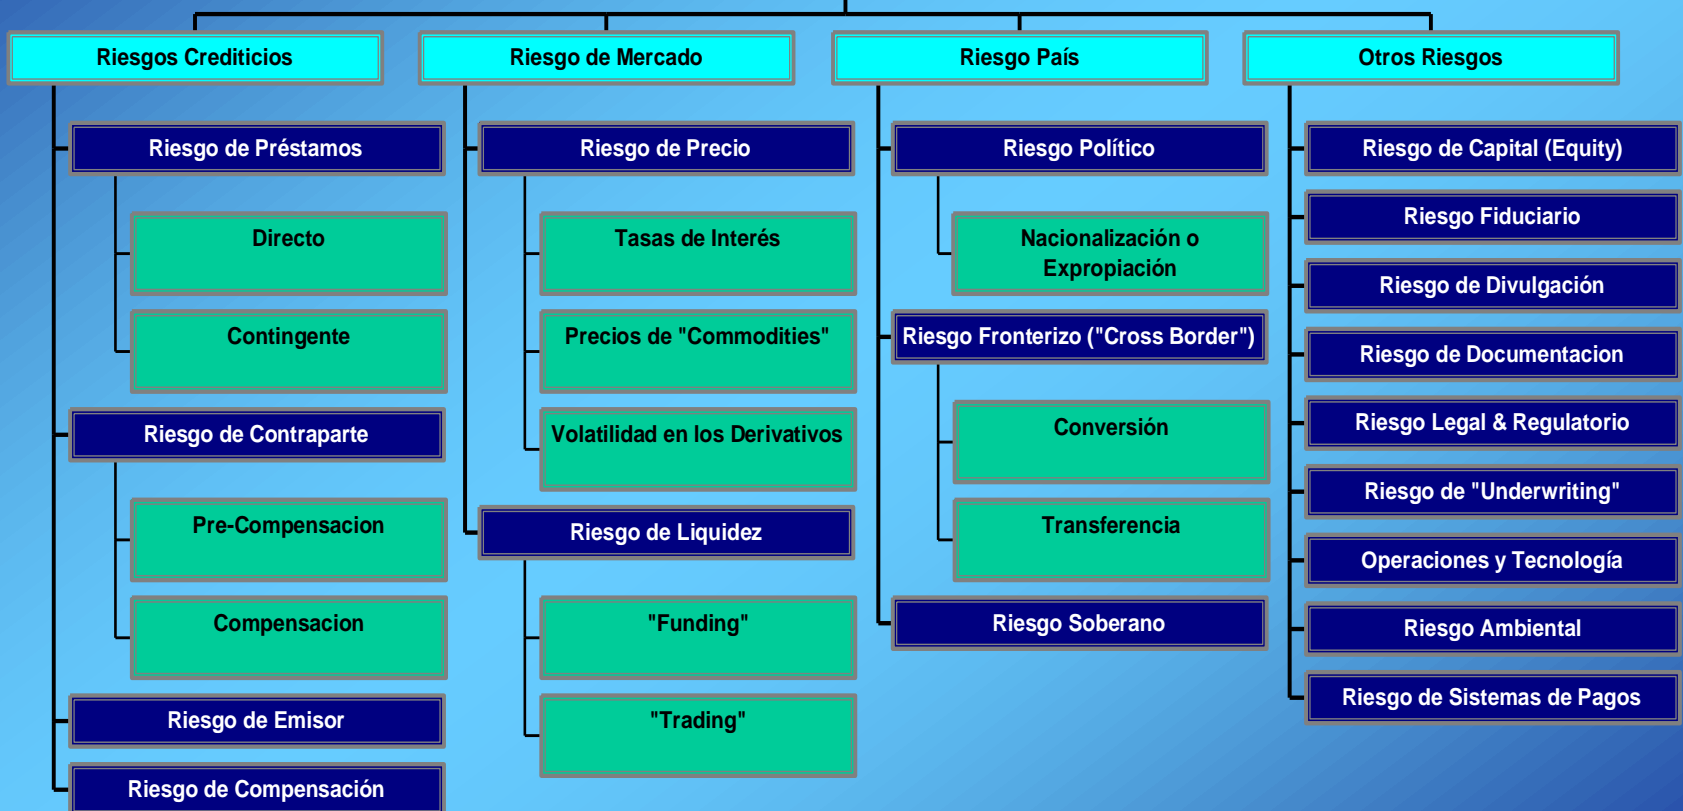 Riesgos Crediticios
Riesgo de Préstamos
Directo
Contingente
Riesgo de Contraparte
Pre-Compensacion
Compensacion
Riesgo de Emisor
Riesgo de Compensación
Riesgo de Mercado
Riesgo de Precio
Tasas de Interés
Precios de "Commodities"
Volatilidad en los Derivativos
Riesgo de Liquidez
"Funding"
"Trading"
Riesgo País
Riesgo Político
Nacionalización o
Expropiación
Riesgo Fronterizo ("Cross Border")
Conversión
Transferencia
Riesgo Soberano
Otros Riesgos
Riesgo de Capital (Equity)
Riesgo Fiduciario
Riesgo de Divulgación
Riesgo de Documentacion
Riesgo Legal & Regulatorio
Riesgo de "Underwriting"
Operaciones y Tecnología
Riesgo Ambiental
Riesgo de Sistemas de Pagos